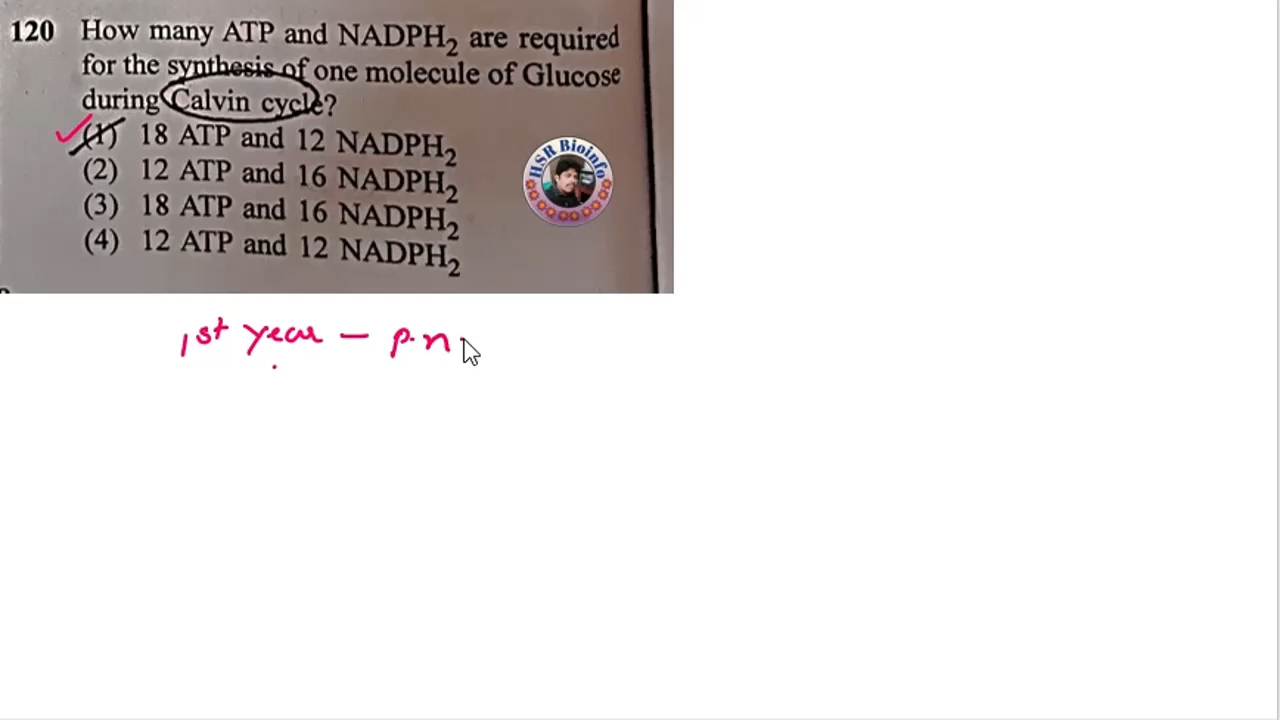 120 How many ATP and NADPH₂ are required
for the synthesis of one molecule of Glucose
during Calvin cycle?
(1) 18 ATP and 12 NADPH₂
(2) 12 ATP and 16 NADPH₂
(3) 18 ATP and 16 NADPH₂
(4) 12 ATP and 12 NADPH₂
HSR Bioinfo
1st year - p.n